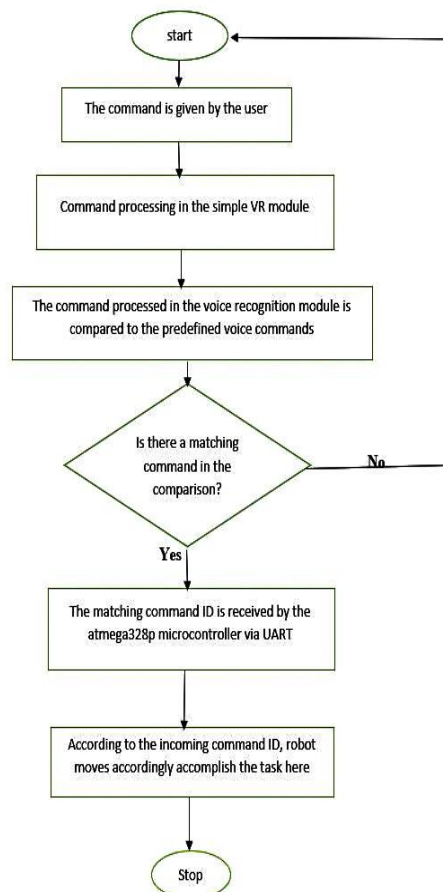 start
The command is given by the user
Command processing in the simple VR module
The command processed in the voice recognition module is
compared to the predefined voice commands
Is there a matching
command in the
comparison?
No
Yes
The matching command ID is received by the
atmega328p microcontroller via UART
According to the incoming command ID, robot
moves accordingly accomplish the task here
Stop